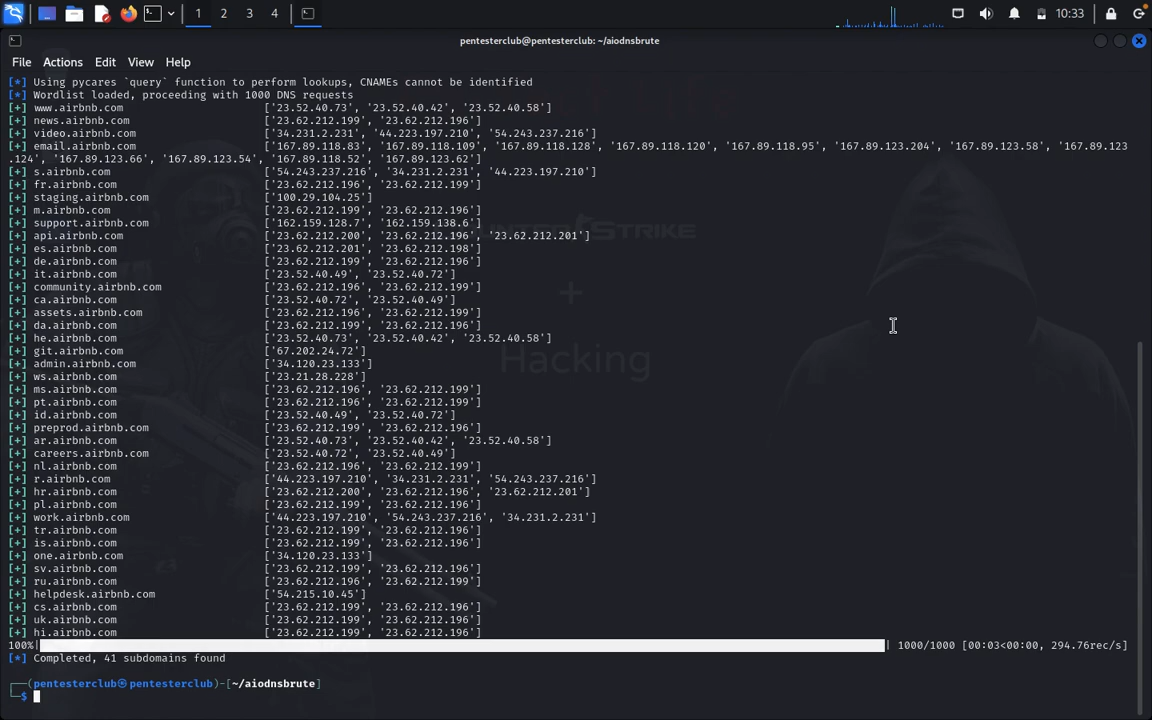 1 2 3 4 10:33
pentesterclub@pentesterclub: ~/aiodnsbrute
File Actions Edit View Help
[*] Using pycares `query` function to perform lookups, CNAMEs cannot be identified
[*] Wordlist loaded, proceeding with 1000 DNS requests
[+] www.airbnb.com ['23.52.40.73', '23.52.40.42', '23.52.40.58']
[+] news.airbnb.com ['23.62.212.199', '23.62.212.196']
[+] video.airbnb.com ['34.231.2.231', '44.223.197.210', '54.243.237.216']
[+] email.airbnb.com ['167.89.118.83', '167.89.118.109', '167.89.118.128', '167.89.118.120', '167.89.118.95', '167.89.123.204', '167.89.123.58', '167.89.123
.124', '167.89.123.66', '167.89.123.54', '167.89.118.52', '167.89.123.62']
[+] s.airbnb.com ['54.243.237.216', '34.231.2.231', '44.223.197.210']
[+] fr.airbnb.com ['23.62.212.196', '23.62.212.199']
[+] staging.airbnb.com ['100.29.104.25']
[+] m.airbnb.com ['23.62.212.199', '23.62.212.196']
[+] support.airbnb.com ['162.159.128.7', '162.159.138.6']
[+] api.airbnb.com ['23.62.212.200', '23.62.212.196', '23.62.212.201']
[+] es.airbnb.com ['23.62.212.201', '23.62.212.198']
[+] de.airbnb.com ['23.62.212.199', '23.62.212.196']
[+] it.airbnb.com ['23.52.40.49', '23.52.40.72']
[+] community.airbnb.com ['23.62.212.196', '23.62.212.199']
[+] ca.airbnb.com ['23.52.40.72', '23.52.40.49']
[+] assets.airbnb.com ['23.62.212.199', '23.62.212.196']
[+] da.airbnb.com ['23.62.212.199', '23.62.212.196']
[+] he.airbnb.com ['23.52.40.73', '23.52.40.42', '23.52.40.58']
[+] git.airbnb.com ['67.202.24.72']
[+] admin.airbnb.com ['34.120.23.133']
[+] ws.airbnb.com ['23.21.28.228']
[+] ms.airbnb.com ['23.62.212.196', '23.62.212.199']
[+] pt.airbnb.com ['23.62.212.196', '23.62.212.199']
[+] id.airbnb.com ['23.52.40.49', '23.52.40.72']
[+] preprod.airbnb.com ['23.62.212.199', '23.62.212.196']
[+] ar.airbnb.com ['23.52.40.73', '23.52.40.42', '23.52.40.58']
[+] careers.airbnb.com ['23.52.40.72', '23.52.40.49']
[+] nl.airbnb.com ['23.62.212.196', '23.62.212.199']
[+] r.airbnb.com ['44.223.197.210', '34.231.2.231', '54.243.237.216']
[+] hr.airbnb.com ['23.62.212.200', '23.62.212.196', '23.62.212.201']
[+] pl.airbnb.com ['23.62.212.199', '23.62.212.196']
[+] work.airbnb.com ['44.223.197.210', '54.243.237.216', '34.231.2.231']
[+] tr.airbnb.com ['23.62.212.199', '23.62.212.196']
[+] is.airbnb.com ['23.62.212.199', '23.62.212.196']
[+] one.airbnb.com ['34.120.23.133']
[+] sv.airbnb.com ['23.62.212.199', '23.62.212.196']
[+] ru.airbnb.com ['23.62.212.196', '23.62.212.199']
[+] helpdesk.airbnb.com ['54.215.10.45']
[+] cs.airbnb.com ['23.62.212.199', '23.62.212.196']
[+] uk.airbnb.com ['23.62.212.199', '23.62.212.196']
[+] hi.airbnb.com ['23.62.212.199', '23.62.212.196']
100%| | 1000/1000 [00:03<00:00, 294.76rec/s]
[*] Completed, 41 subdomains found
┌──(pentesterclub㉿pentesterclub)-[~/aiodnsbrute]
└─$
STRIKE
+
Hacking